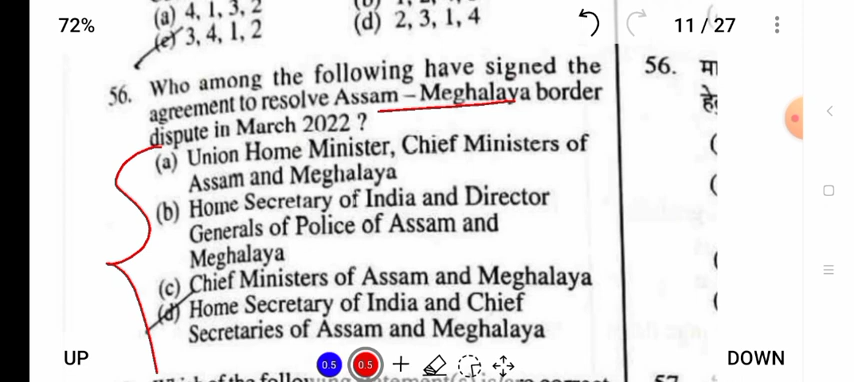 72%
(a) 4, 1, 3, 2
(d) 2, 3, 1, 4
(c) 3, 4, 1, 2
11 / 27
56. Who among the following have signed the
agreement to resolve Assam – Meghalaya border
dispute in March 2022 ?
(a) Union Home Minister, Chief Ministers of
Assam and Meghalaya
(b) Home Secretary of India and Director
Generals of Police of Assam and
Meghalaya
(c) Chief Ministers of Assam and Meghalaya
(d) Home Secretary of India and Chief
Secretaries of Assam and Meghalaya
56.
UP
0.5
0.5
DOWN
57